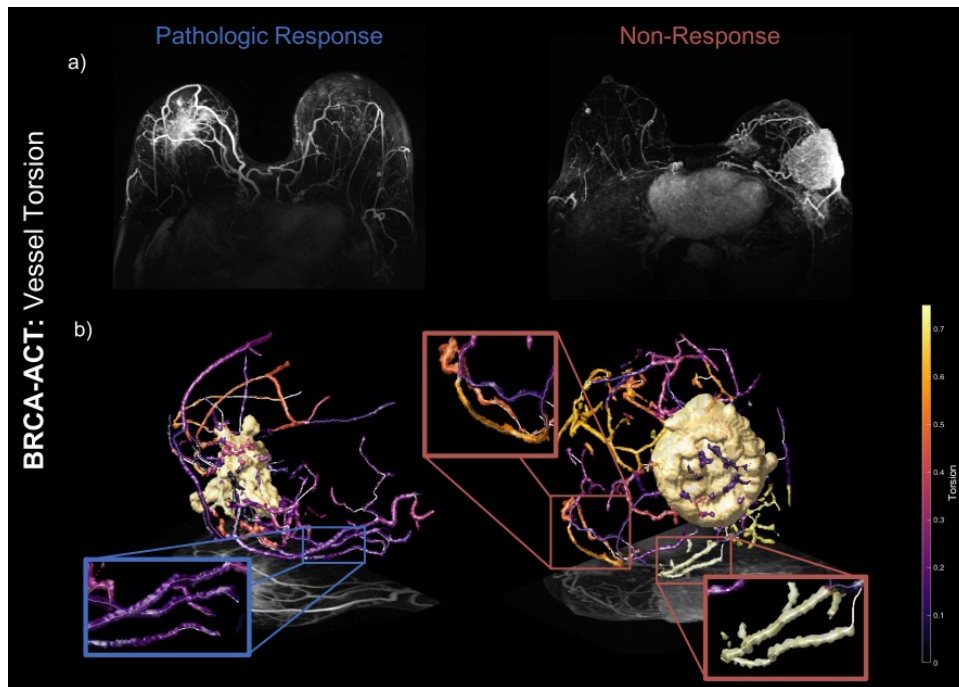 Pathologic Response
Non-Response
a)
BRCA-ACT: Vessel Torsion
b)
0.7
0.6
0.5
0.4
0.3
0.2
0.1
0
Torsion